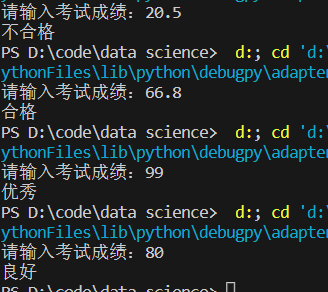 请输入考试成绩：20.5
不合格
PS D:\code\data science>  d:; cd 'd:\
ythonFiles\lib\python\debugpy\adapter
请输入考试成绩：66.8
合格
PS D:\code\data science>  d:; cd 'd:\
ythonFiles\lib\python\debugpy\adapter
请输入考试成绩：99
优秀
PS D:\code\data science>  d:; cd 'd:\
ythonFiles\lib\python\debugpy\adapter
请输入考试成绩：80
良好
PS D:\code\data science>